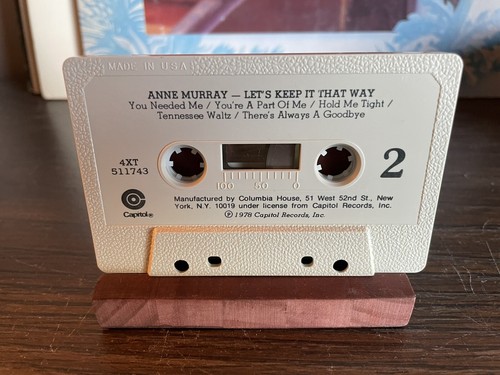 MADE IN U.S.A.
ANNE MURRAY — LET'S KEEP IT THAT WAY
You Needed Me / You're A Part Of Me / Hold Me Tight /
Tennessee Waltz / There's Always A Goodbye
4XT
511743
2
100 50 0
Capitol®
Manufactured by Columbia House, 51 West 52nd St., New
York, N.Y. 10019 under license from Capitol Records, Inc.
℗ 1978 Capitol Records, Inc.